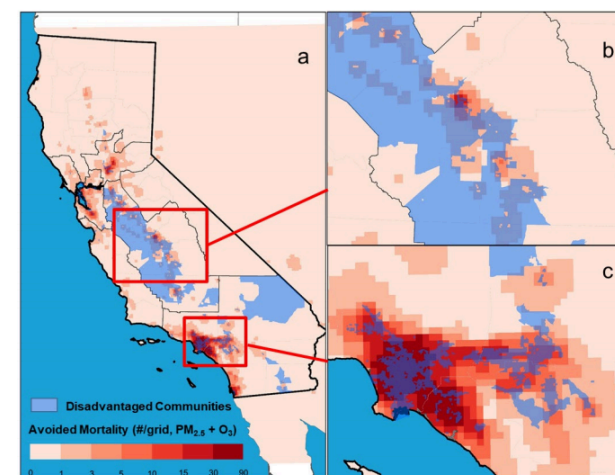 a
b
c
Disadvantaged Communities
Avoided Mortality (#/grid, PM2.5 + O3)
0 1 3 5 10 15 30 90